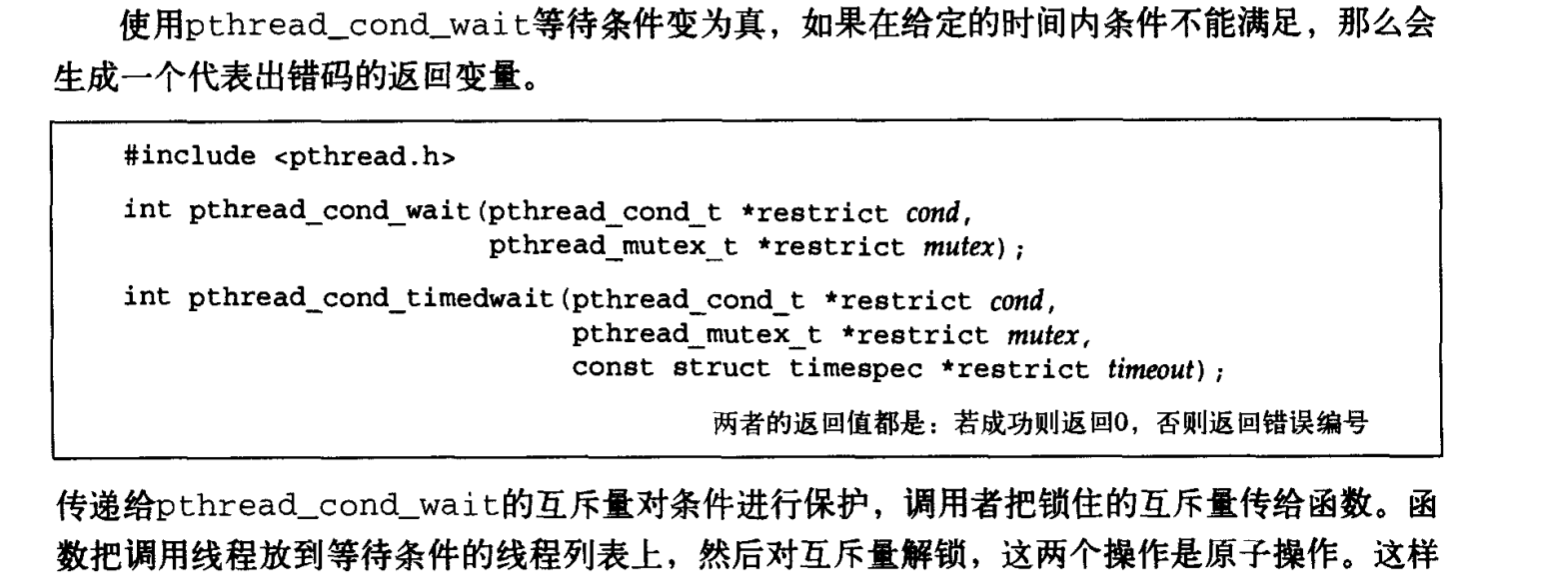 使用pthread_cond_wait等待条件变为真，如果在给定的时间内条件不能满足，那么会
生成一个代表出错码的返回变量。
#include <pthread.h>
int pthread_cond_wait(pthread_cond_t *restrict cond,
pthread_mutex_t *restrict mutex);
int pthread_cond_timedwait(pthread_cond_t *restrict cond,
pthread_mutex_t *restrict mutex,
const struct timespec *restrict timeout);
两者的返回值都是：若成功则返回0，否则返回错误编号
传递给pthread_cond_wait的互斥量对条件进行保护，调用者把锁住的互斥量传给函数。函
数把调用线程放到等待条件的线程列表上，然后对互斥量解锁，这两个操作是原子操作。这样